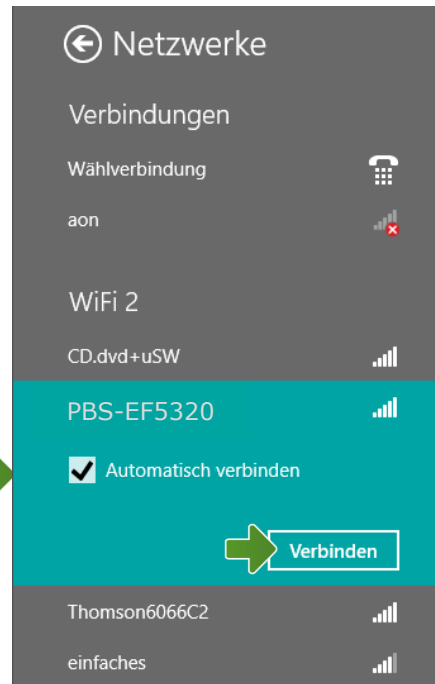 Netzwerke
Verbindungen
Wählverbindung
aon
WiFi 2
CD.dvd+uSW
PBS-EF5320
Automatisch verbinden
Verbinden
Thomson6066C2
einfaches